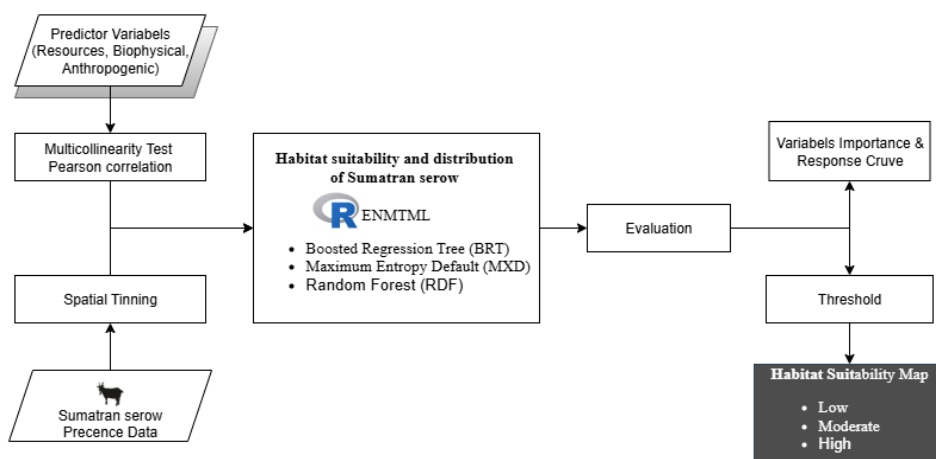 Predictor Variabels
(Resources, Biophysical,
Anthropogenic)
Multicollinearity Test
Pearson correlation
Spatial Tinning
Sumatran serow
Precence Data
Habitat suitability and distribution
of Sumatran serow
R ENMTML
• Boosted Regression Tree (BRT)
• Maximum Entropy Default (MXD)
• Random Forest (RDF)
Evaluation
Variabels Importance &
Response Cruve
Threshold
Habitat Suitability Map
• Low
• Moderate
• High